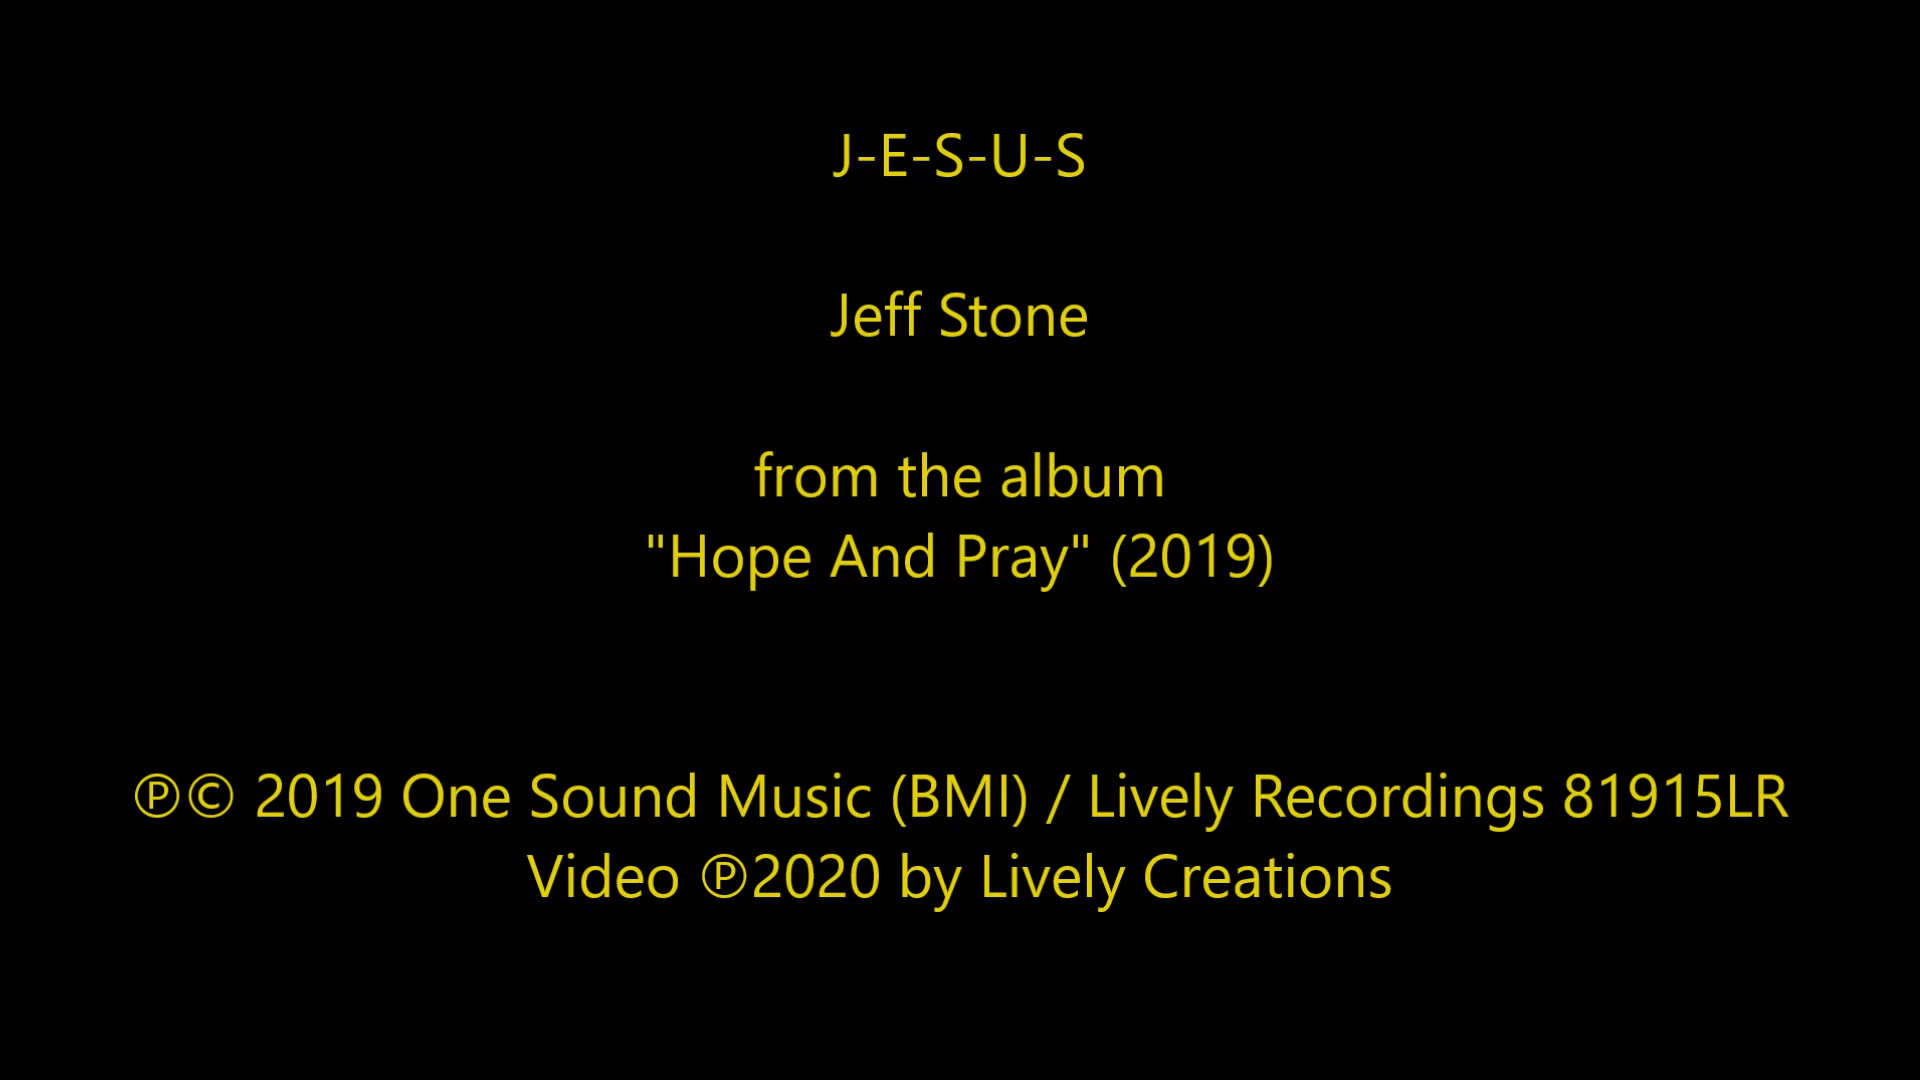 J-E-S-U-S
Jeff Stone
from the album
"Hope And Pray" (2019)
℗© 2019 One Sound Music (BMI) / Lively Recordings 81915LR
Video ℗2020 by Lively Creations